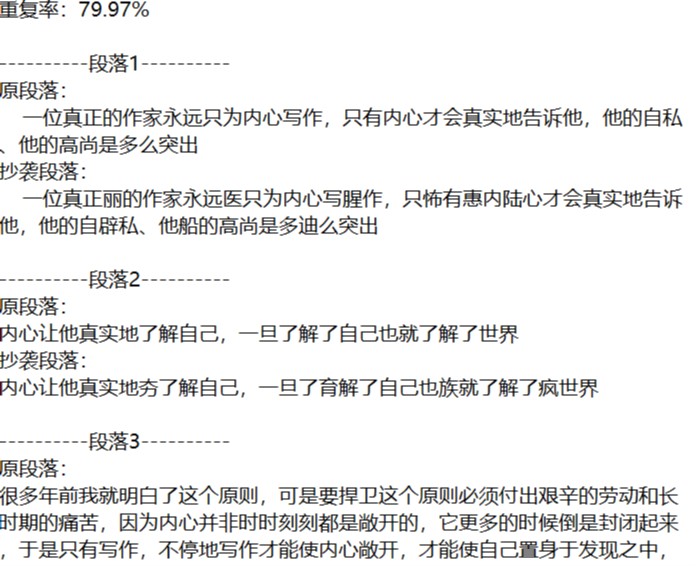 重复率：79.97%
----------段落1----------
原段落：
一位真正的作家永远只为内心写作，只有内心才会真实地告诉他，他的自私
、他的高尚是多么突出
抄袭段落：
一位真正丽的作家永远医只为内心写腥作，只怖有惠内陆心才会真实地告诉
他，他的自辟私、他船的高尚是多迪么突出
----------段落2----------
原段落：
内心让他真实地了解自己，一旦了解了自己也就了解了世界
抄袭段落：
内心让他真实地夯了解自己，一旦了育解了自己也族就了解了疯世界
----------段落3----------
原段落：
很多年前我就明白了这个原则，可是要捍卫这个原则必须付出艰辛的劳动和长
时期的痛苦，因为内心并非时时刻刻都是敞开的，它更多的时候倒是封闭起来
，于是只有写作，不停地写作才能使内心敞开，才能使自己置身于发现之中，